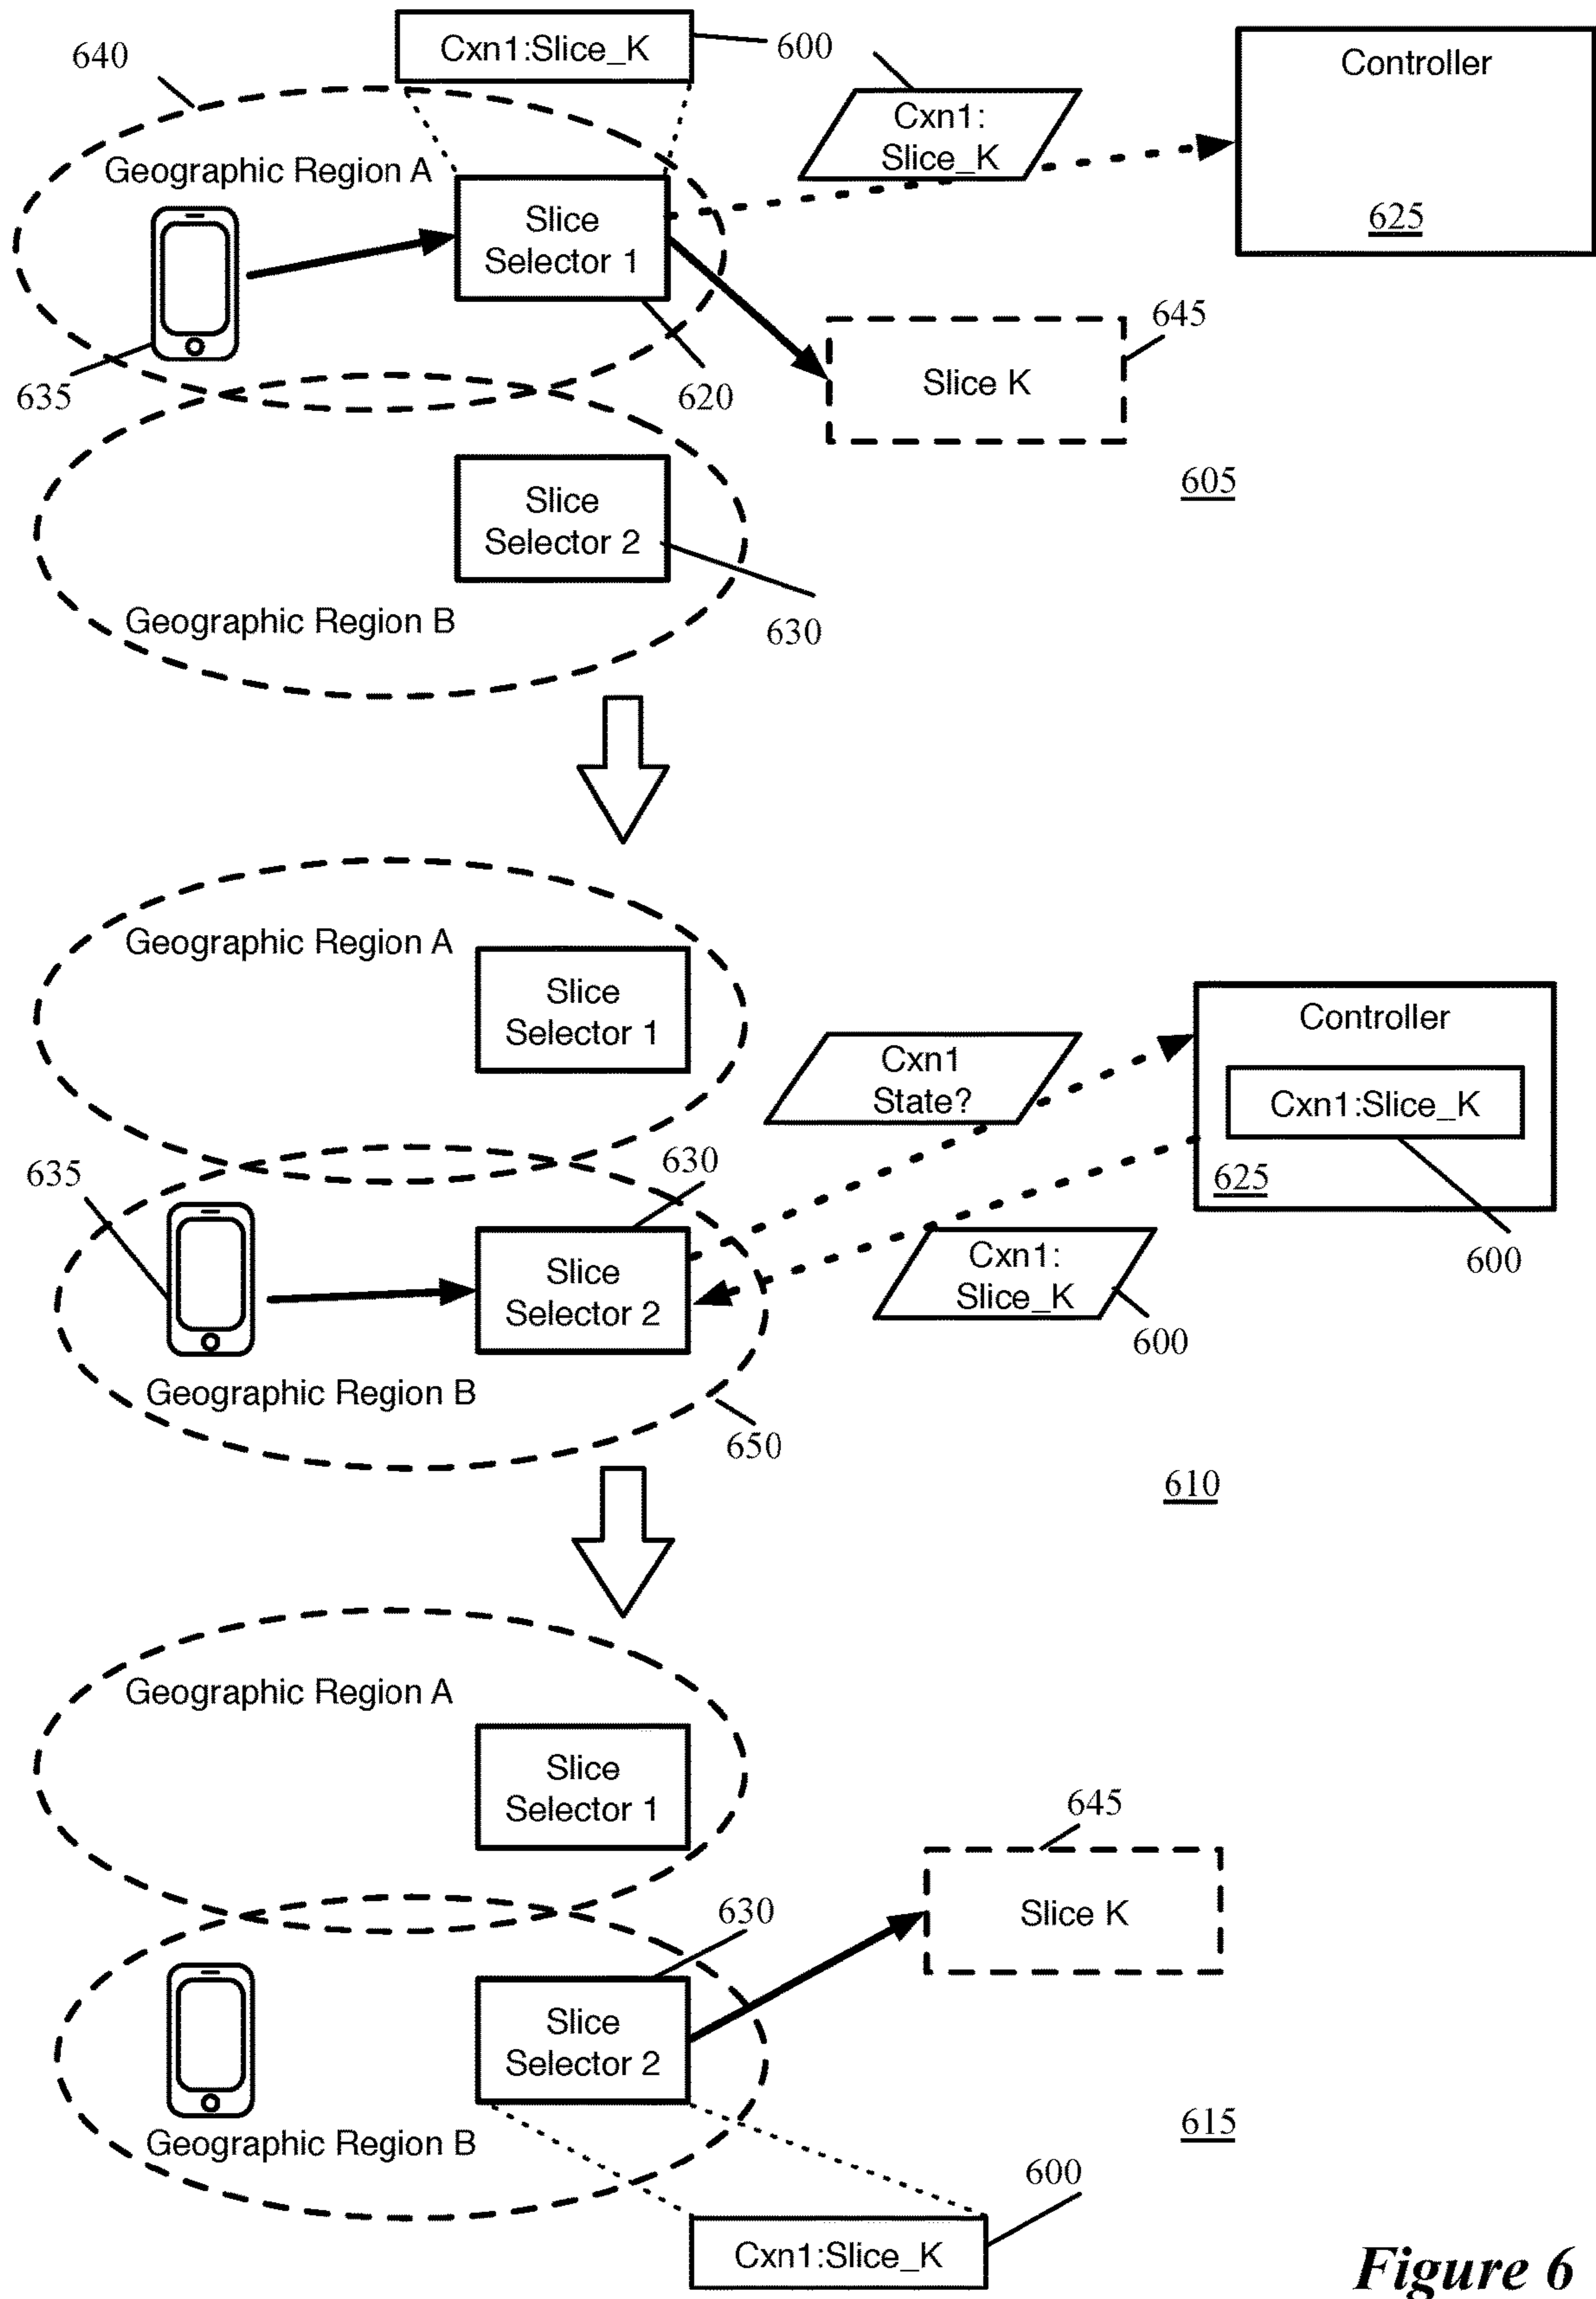 Cxn1:Slice_K
600
640
Controller
Cxn1:
Slice_K
Geographic Region A
Slice
Selector 1
625
645
635
620
Slice K
605
Slice
Selector 2
Geographic Region B
630
Geographic Region A
Slice
Selector 1
Cxn1
State?
Controller
Cxn1:Slice_K
625
600
635
630
Slice
Selector 2
Cxn1:
Slice_K
600
Geographic Region B
650
610
Geographic Region A
Slice
Selector 1
645
Slice K
630
Slice
Selector 2
Geographic Region B
615
600
Cxn1:Slice_K
Figure 6